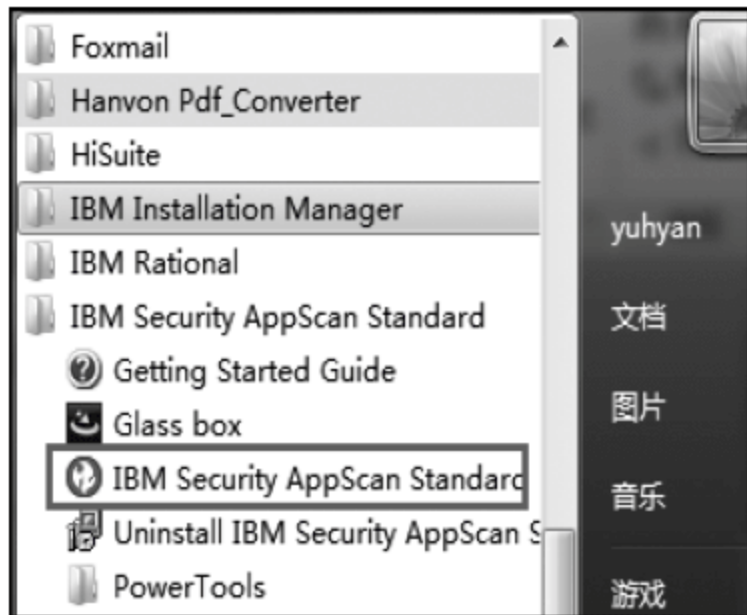 Foxmail
Hanvon Pdf_Converter
HiSuite
IBM Installation Manager
IBM Rational
IBM Security AppScan Standard
Getting Started Guide
Glass box
IBM Security AppScan Standard
Uninstall IBM Security AppScan S
PowerTools
yuhyan
文档
图片
音乐
游戏